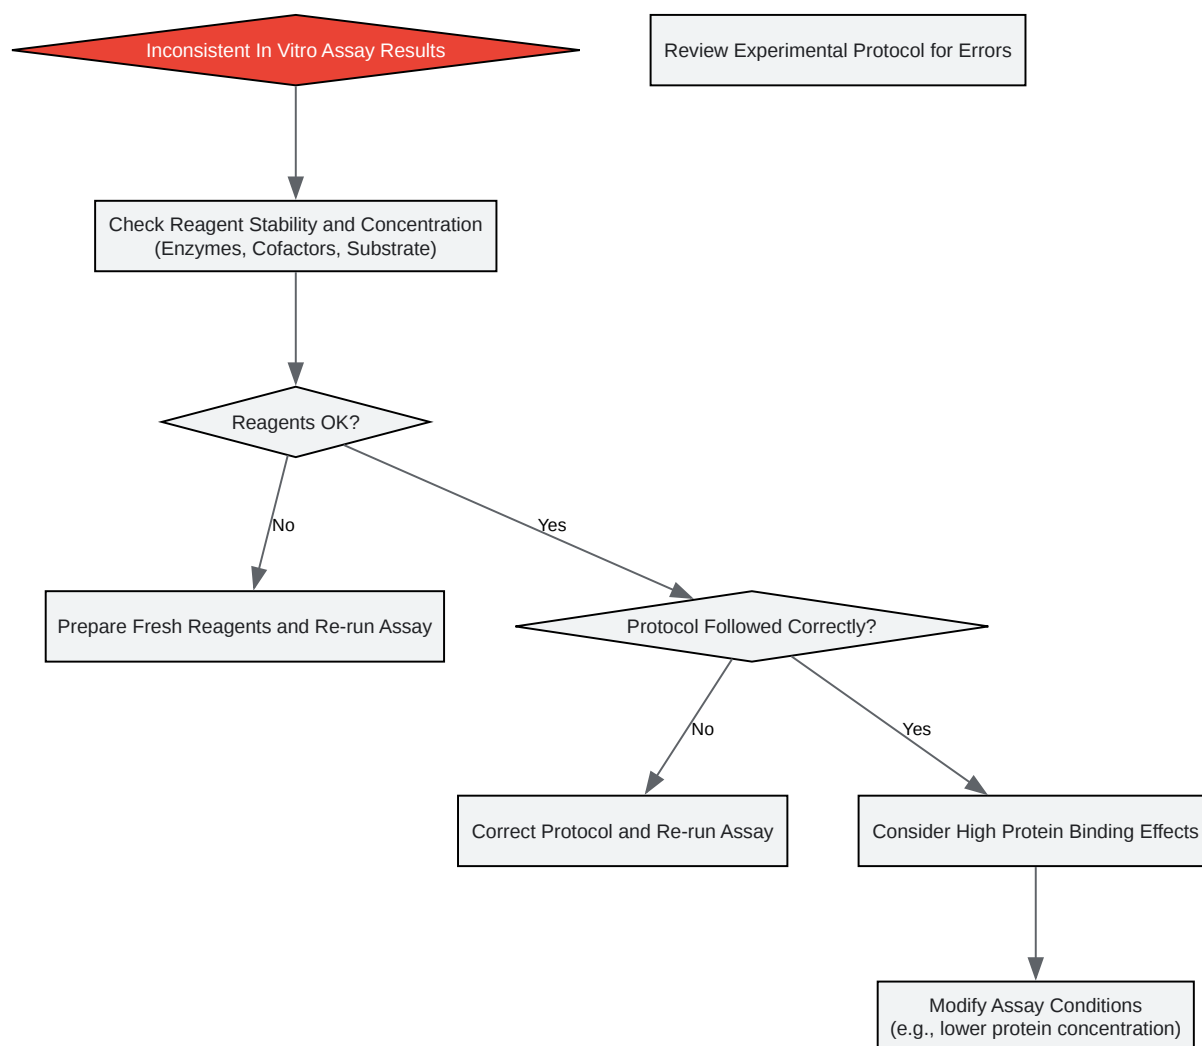 Inconsistent In Vitro Assay Results
Review Experimental Protocol for Errors
Check Reagent Stability and Concentration
(Enzymes, Cofactors, Substrate)
Reagents OK?
No
Yes
Prepare Fresh Reagents and Re-run Assay
Protocol Followed Correctly?
No
Yes
Correct Protocol and Re-run Assay
Consider High Protein Binding Effects
Modify Assay Conditions
(e.g., lower protein concentration)